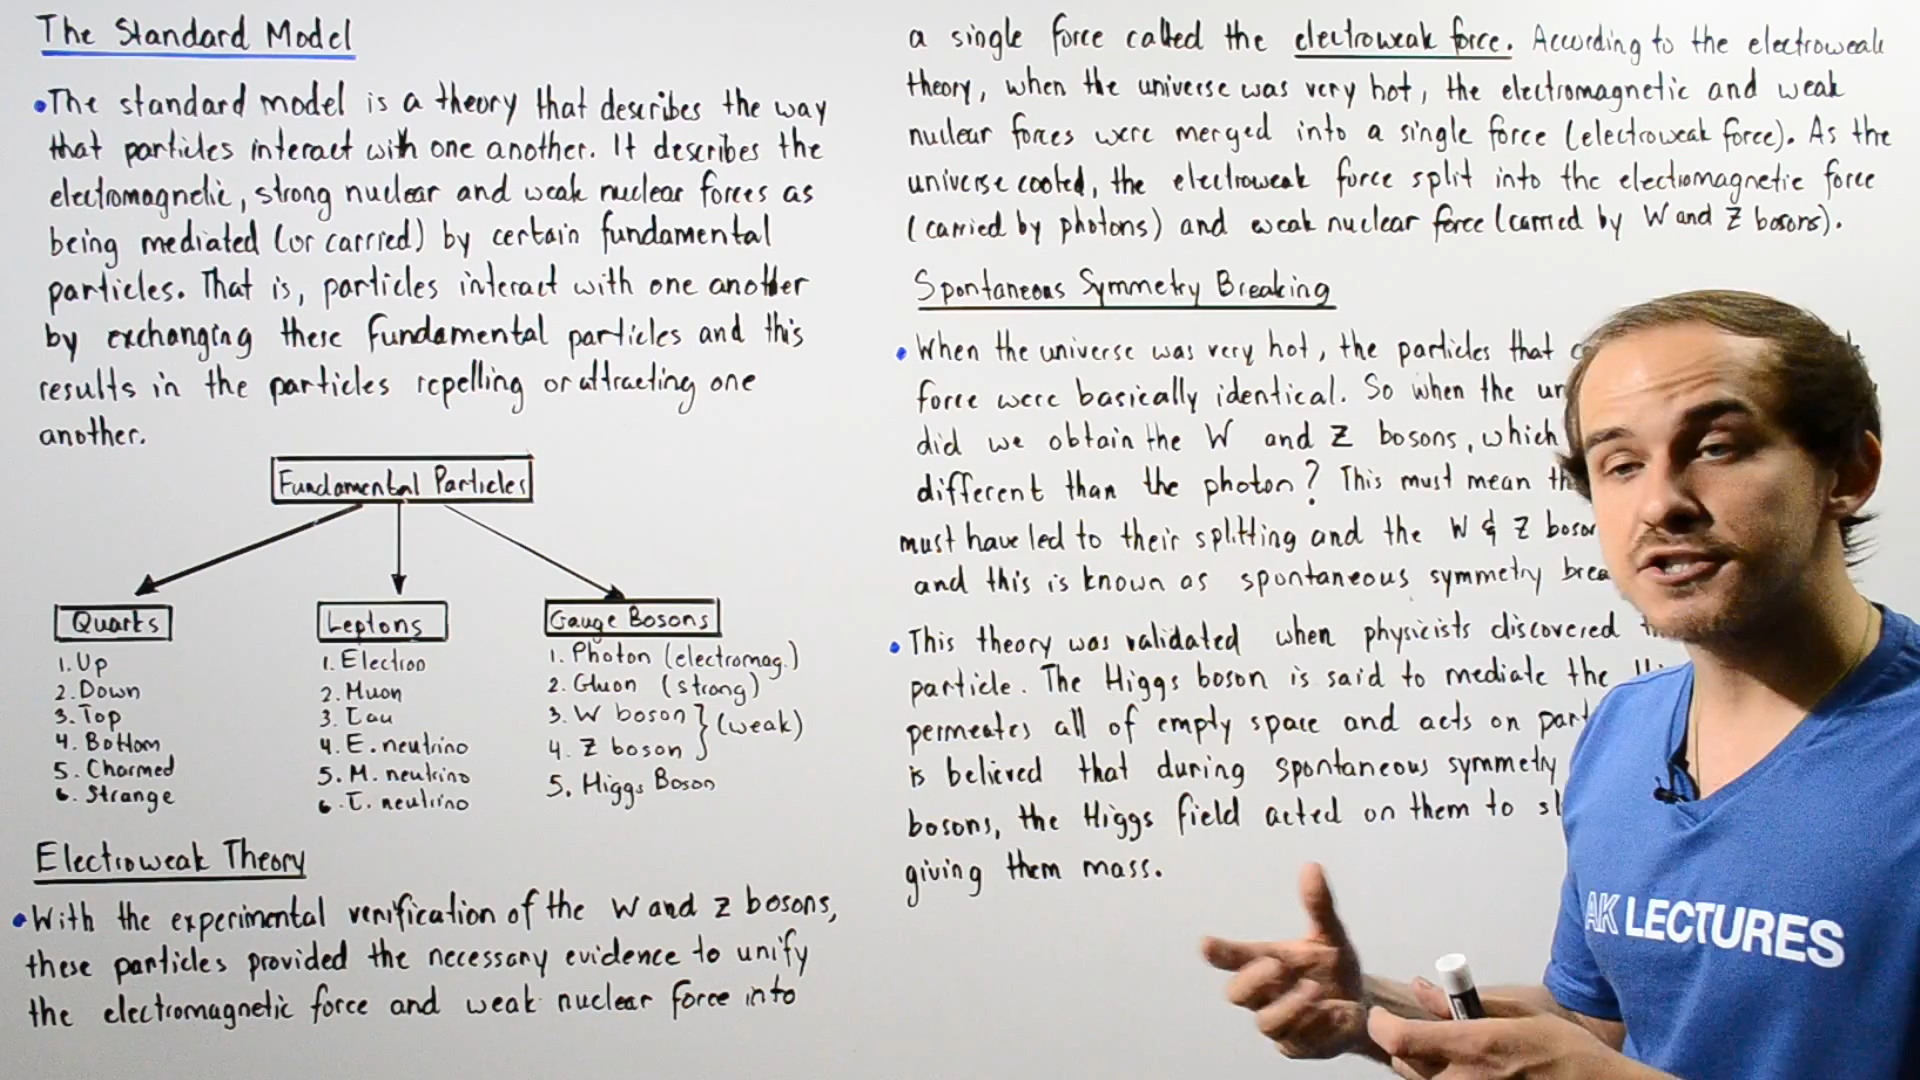 The Standard Model
•The standard model is a theory that describes the way
that particles interact with one another. It describes the
electromagnetic, strong nuclear and weak nuclear forces as
being mediated (or carried) by certain fundamental
particles. That is, particles interact with one another
by exchanging these fundamental particles and this
results in the particles repelling or attracting one
another.
Fundamental Particles
Quarks
1. Up
2. Down
3. Top
4. Bottom
5. Charmed
6. Strange
Leptons
1. Electron
2. Muon
3. Tau
4. E. neutrino
5. M. neutrino
6. T. neutrino
Gauge Bosons
1. Photon (electromag.)
2. Gluon (strong)
3. W boson } (weak)
4. Z boson
5. Higgs Boson
Electroweak Theory
•With the experimental verification of the W and Z bosons,
these particles provided the necessary evidence to unify
the electromagnetic force and weak nuclear force into
a single force called the electroweak force. According to the electroweak
theory, when the universe was very hot, the electromagnetic and weak
nuclear forces were merged into a single force (electroweak force). As the
universe cooled, the electroweak force split into the electromagnetic force
(carried by photons) and weak nuclear force (carried by W and Z bosons).
Spontaneous Symmetry Breaking
• When the universe was very hot, the particles that
force were basically identical. So when the
did we obtain the W and Z bosons, which
different than the photon? This must mean
must have led to their splitting and the W & Z
and this is known as spontaneous symmetry
• This theory was validated when physicists discovered
particle. The Higgs boson is said to mediate the
permeates all of empty space and acts on
is believed that during spontaneous symmetry
bosons, the Higgs field acted on them to
giving them mass.
AK LECTURES